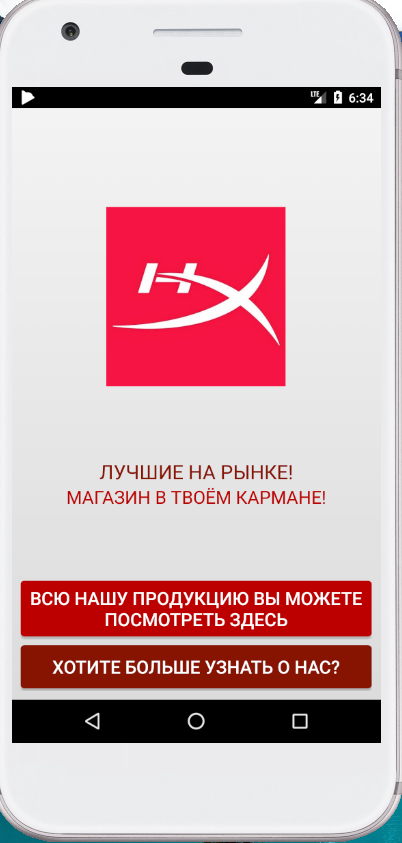 LTE 6:34
HX
ЛУЧШИЕ НА РЫНКЕ!
МАГАЗИН В ТВОЁМ КАРМАНЕ!
ВСЮ НАШУ ПРОДУКЦИЮ ВЫ МОЖЕТЕ
ПОСМОТРЕТЬ ЗДЕСЬ
ХОТИТЕ БОЛЬШЕ УЗНАТЬ О НАС?